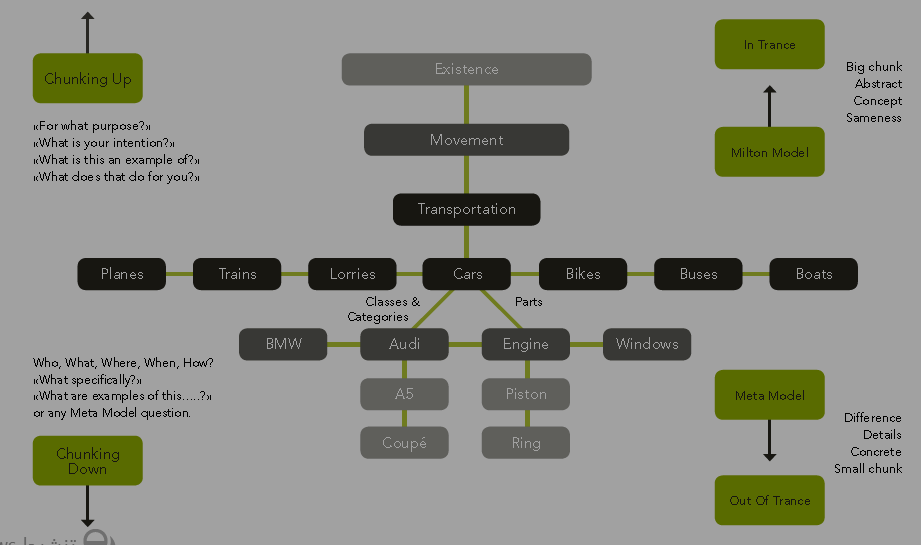 Chunking Up
«For what purpose?»
«What is your intention?»
«What is this an example of?»
«What does that do for you?»
Existence
Movement
Transportation
In Trance
Big chunk
Abstract
Concept
Sameness
Milton Model
Planes Trains Lorries Cars Bikes Buses Boats
Classes &
Categories
Parts
BMW Audi Engine Windows
A5 Piston
Coupé Ring
Who, What, Where, When, How?
«What specifically?»
«What are examples of this.....?»
or any Meta Model question.
Chunking
Down
Meta Model
Difference
Details
Concrete
Small chunk
Out Of Trance